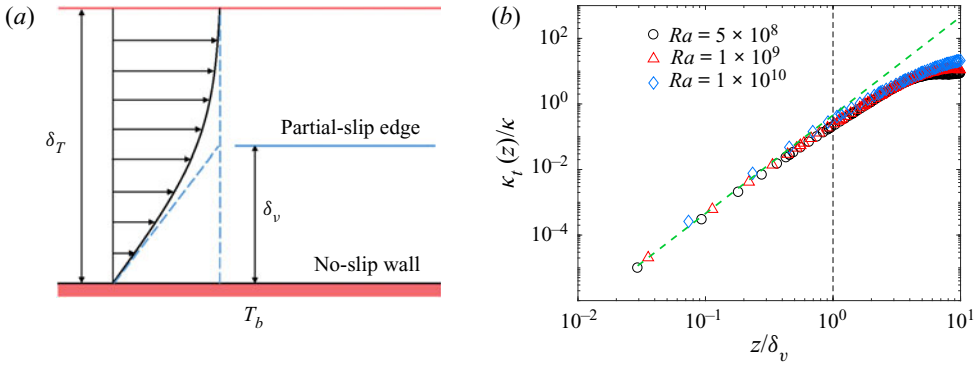 (a)
δ_T
Partial-slip edge
δ_ν
No-slip wall
T_b
(b)
κ_t (z)/κ
10^2
10^0
10^−2
10^−4
Ra = 5 × 10^8
Ra = 1 × 10^9
Ra = 1 × 10^10
10^−2
10^−1
10^0
10^1
z/δ_v